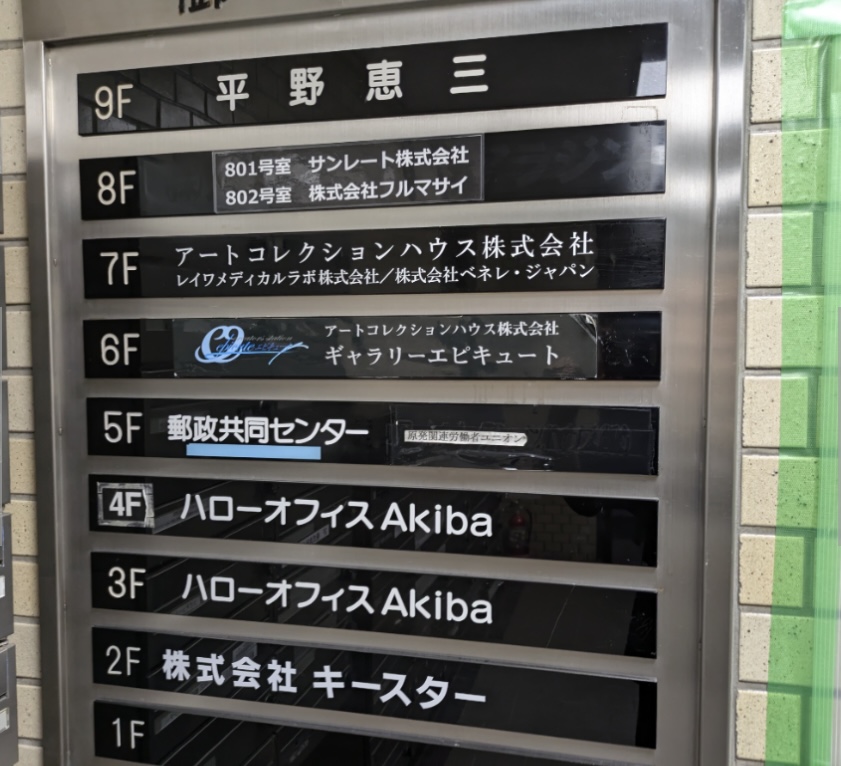 9F 平野恵三
8F 801号室 サンレート株式会社
802号室 株式会社フルマサイ
7F アートコレクションハウス株式会社
レイワメディカルラボ株式会社／株式会社ベネレ・ジャパン
6F アートコレクションハウス株式会社
ギャラリーエピキュート
5F 郵政共同センター 原発関連労働者ユニオン
4F ハローオフィスAkiba
3F ハローオフィスAkiba
2F 株式会社 キースター
1F